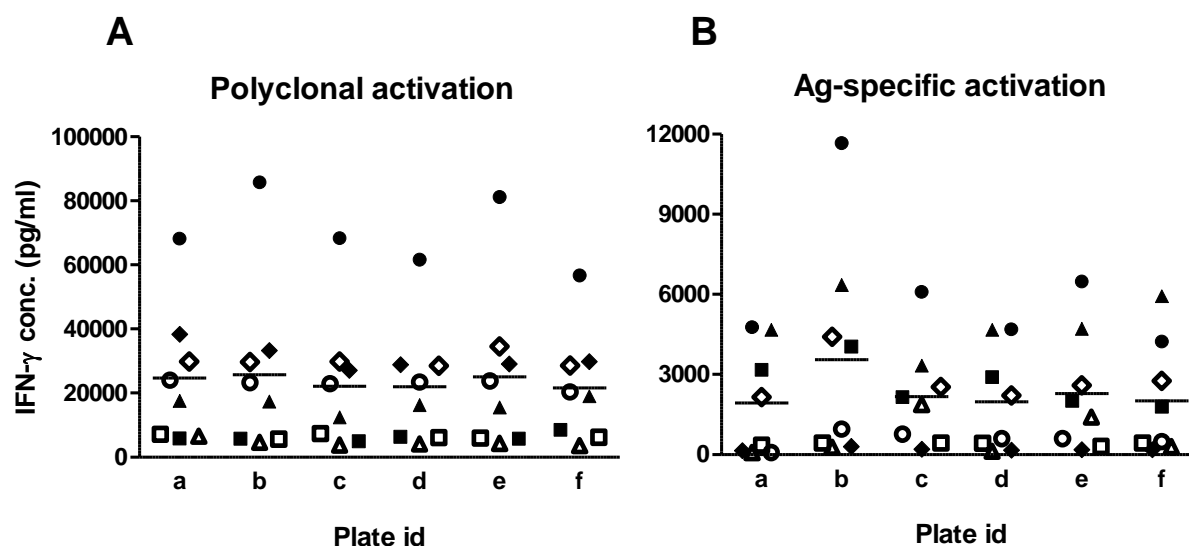 A
B
Polyclonal activation
Ag-specific activation
IFN-γ conc. (pg/ml)
100000
80000
60000
40000
20000
0
12000
9000
6000
3000
0
a b c d e f
a b c d e f
Plate id
Plate id